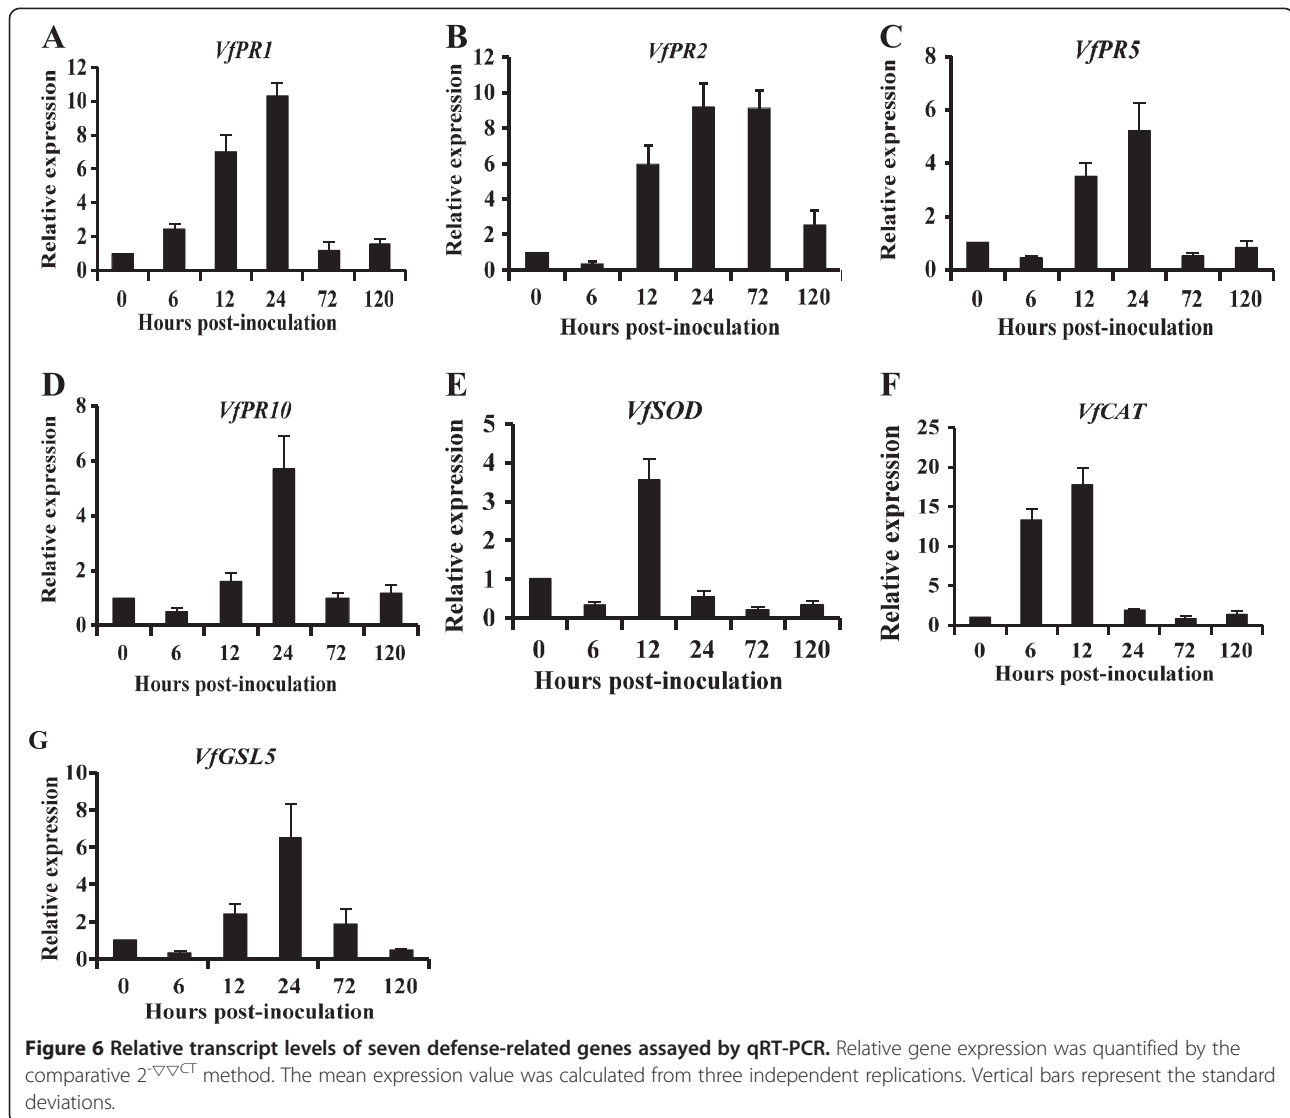 A
VfPR1
Relative expression
12
10
8
6
4
2
0
0 6 12 24 72 120
Hours post-inoculation
B
VfPR2
Relative expression
12
10
8
6
4
2
0
0 6 12 24 72 120
Hours post-inoculation
C
VfPR5
Relative expression
8
6
4
2
0
0 6 12 24 72 120
Hours post-inoculation
D
VfPR10
Relative expression
8
6
4
2
0
0 6 12 24 72 120
Hours post-inoculation
E
VfSOD
Relative expression
5
4
3
2
1
0
0 6 12 24 72 120
Hours post-inoculation
F
VfCAT
Relative expression
25
20
15
10
5
0
0 6 12 24 72 120
Hours post-inoculation
G
VfGSL5
Relative expression
10
8
6
4
2
0
0 6 12 24 72 120
Hours post-inoculation
Figure 6 Relative transcript levels of seven defense-related genes assayed by qRT-PCR. Relative gene expression was quantified by the
comparative 2-▽▽CT method. The mean expression value was calculated from three independent replications. Vertical bars represent the standard
deviations.